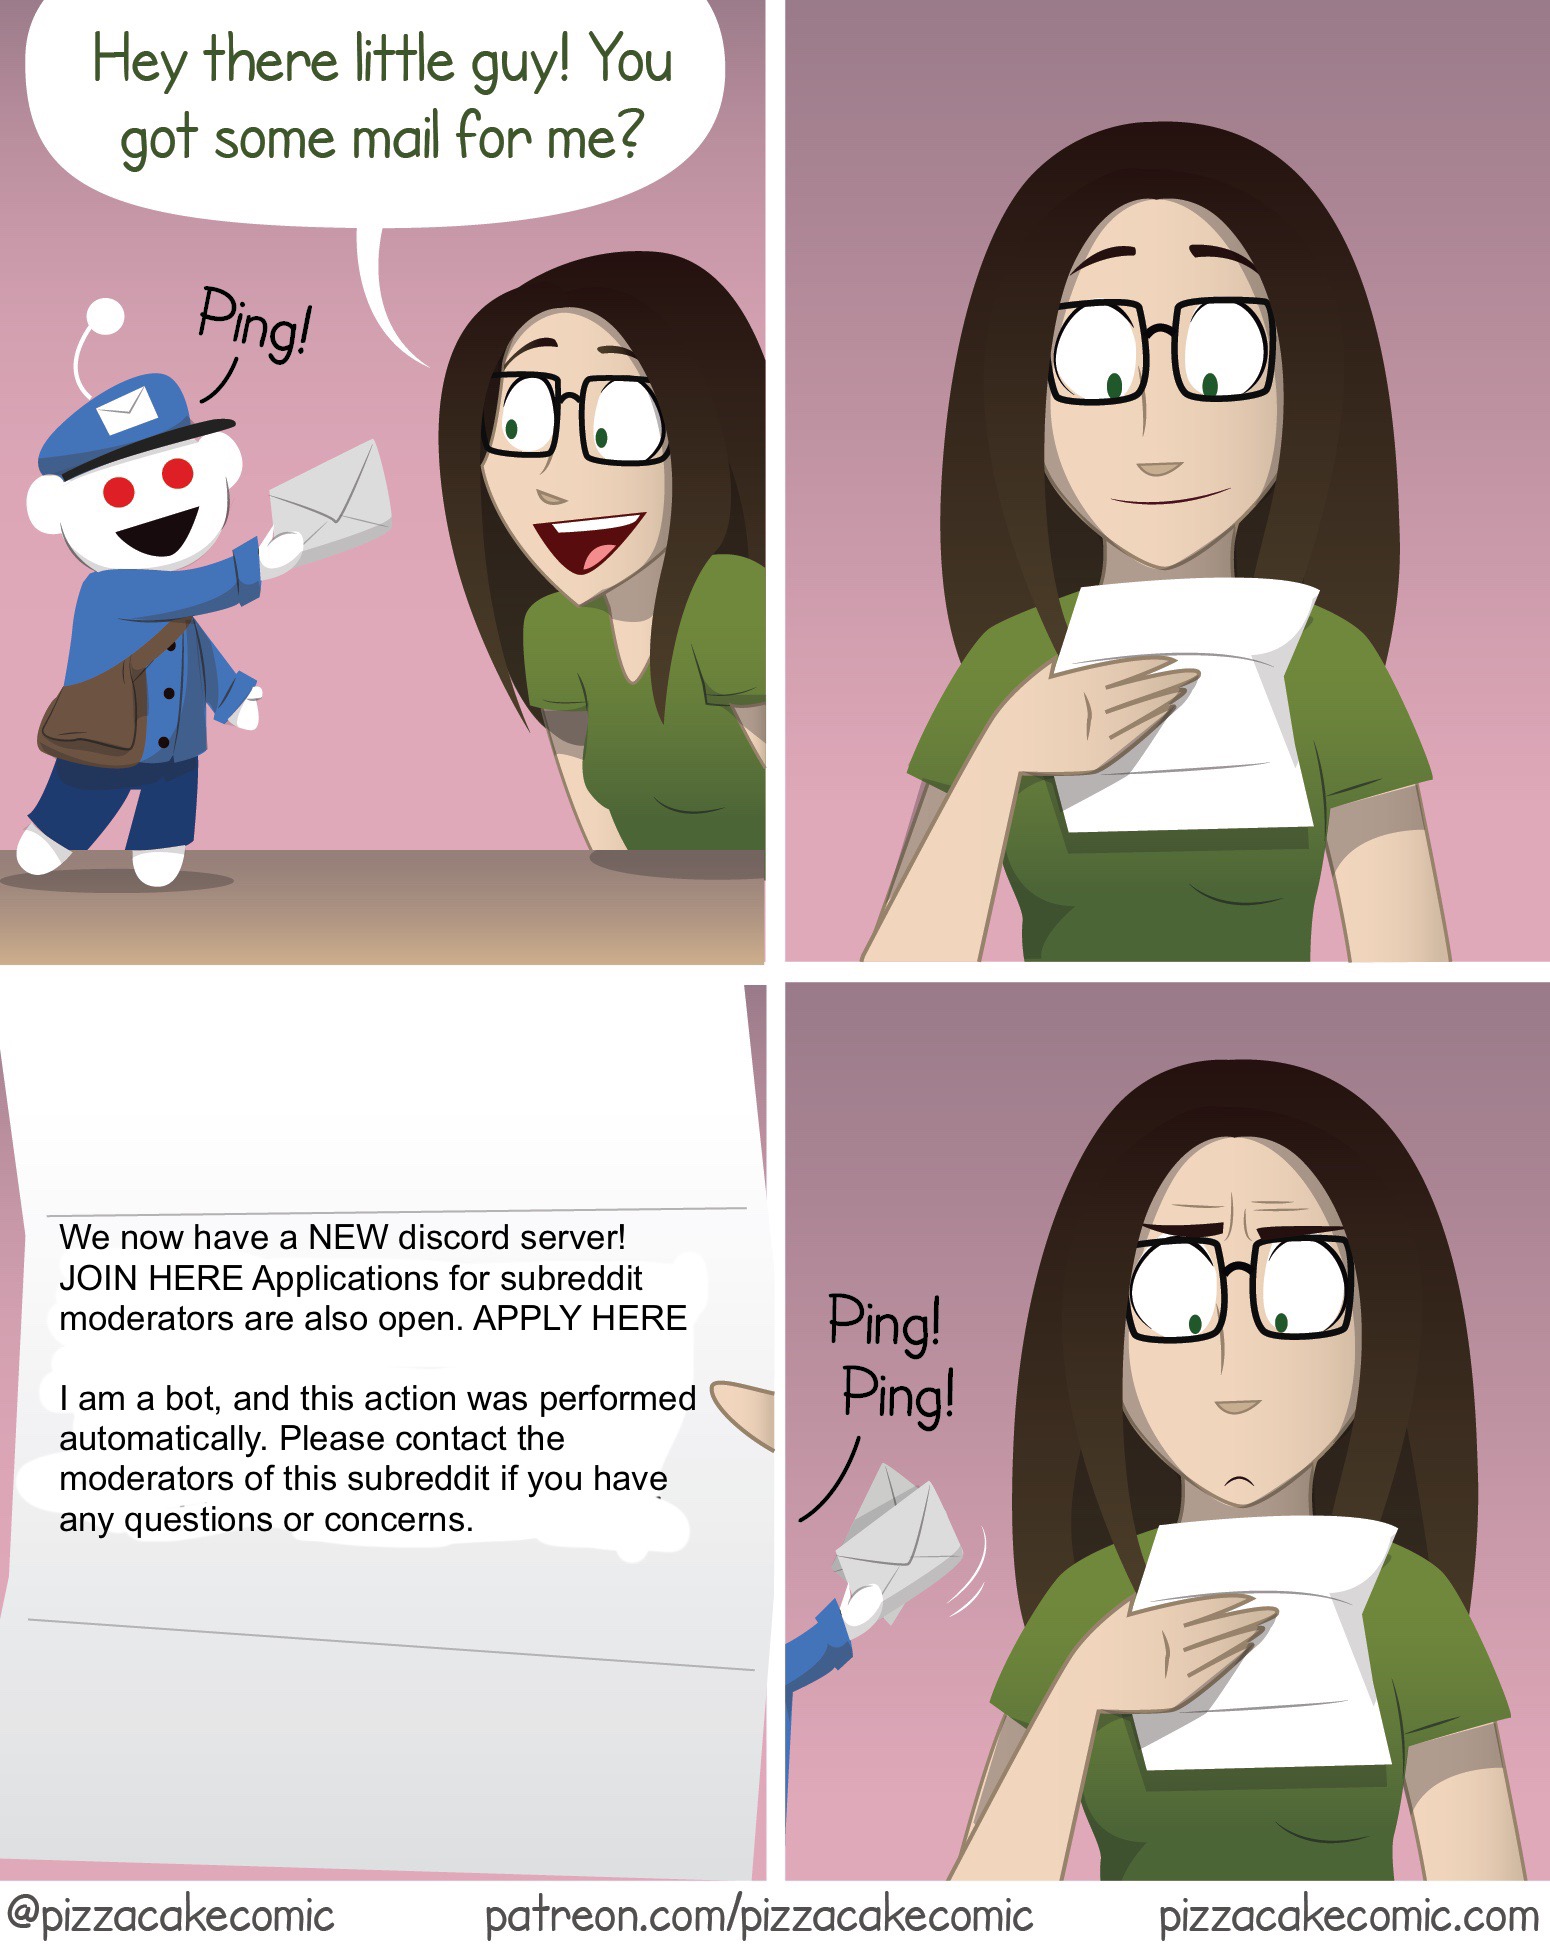 Hey there little guy! You
got some mail for me?
Ping!
We now have a NEW discord server!
JOIN HERE Applications for subreddit
moderators are also open. APPLY HERE
I am a bot, and this action was performed
automatically. Please contact the
moderators of this subreddit if you have
any questions or concerns.
Ping!
Ping!
@pizzacakecomic
patreon.com/pizzacakecomic
pizzacakecomic.com